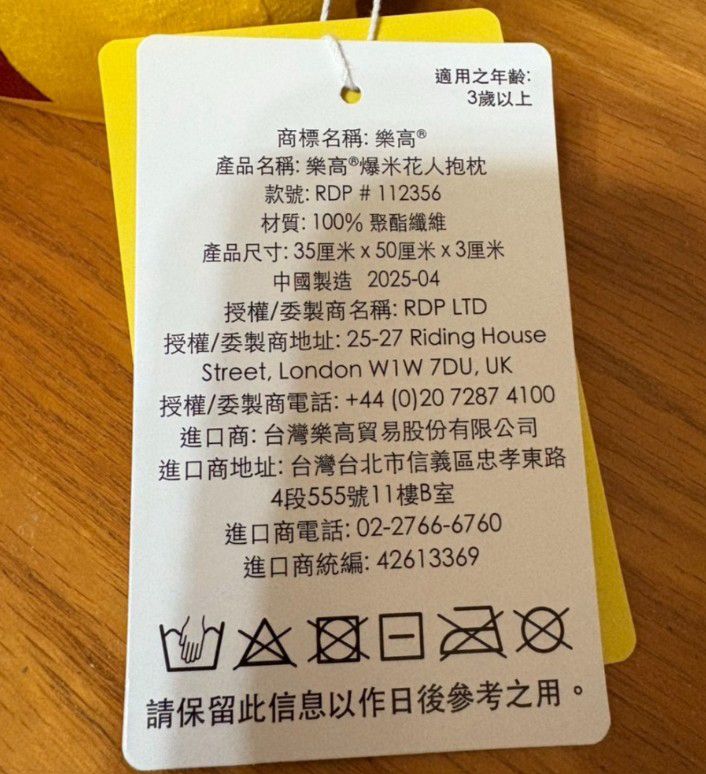 適用之年齡:
3歲以上
商標名稱: 樂高®
產品名稱: 樂高®爆米花人抱枕
款號: RDP # 112356
材質: 100% 聚酯纖維
產品尺寸: 35厘米 x 50厘米 x 3厘米
中國製造 2025-04
授權/委製商名稱: RDP LTD
授權/委製商地址: 25-27 Riding House
Street, London W1W 7DU, UK
授權/委製商電話: +44 (0)20 7287 4100
進口商: 台灣樂高貿易股份有限公司
進口商地址: 台灣台北市信義區忠孝東路
4段555號11樓B室
進口商電話: 02-2766-6760
進口商統編: 42613369
請保留此信息以作日後參考之用。